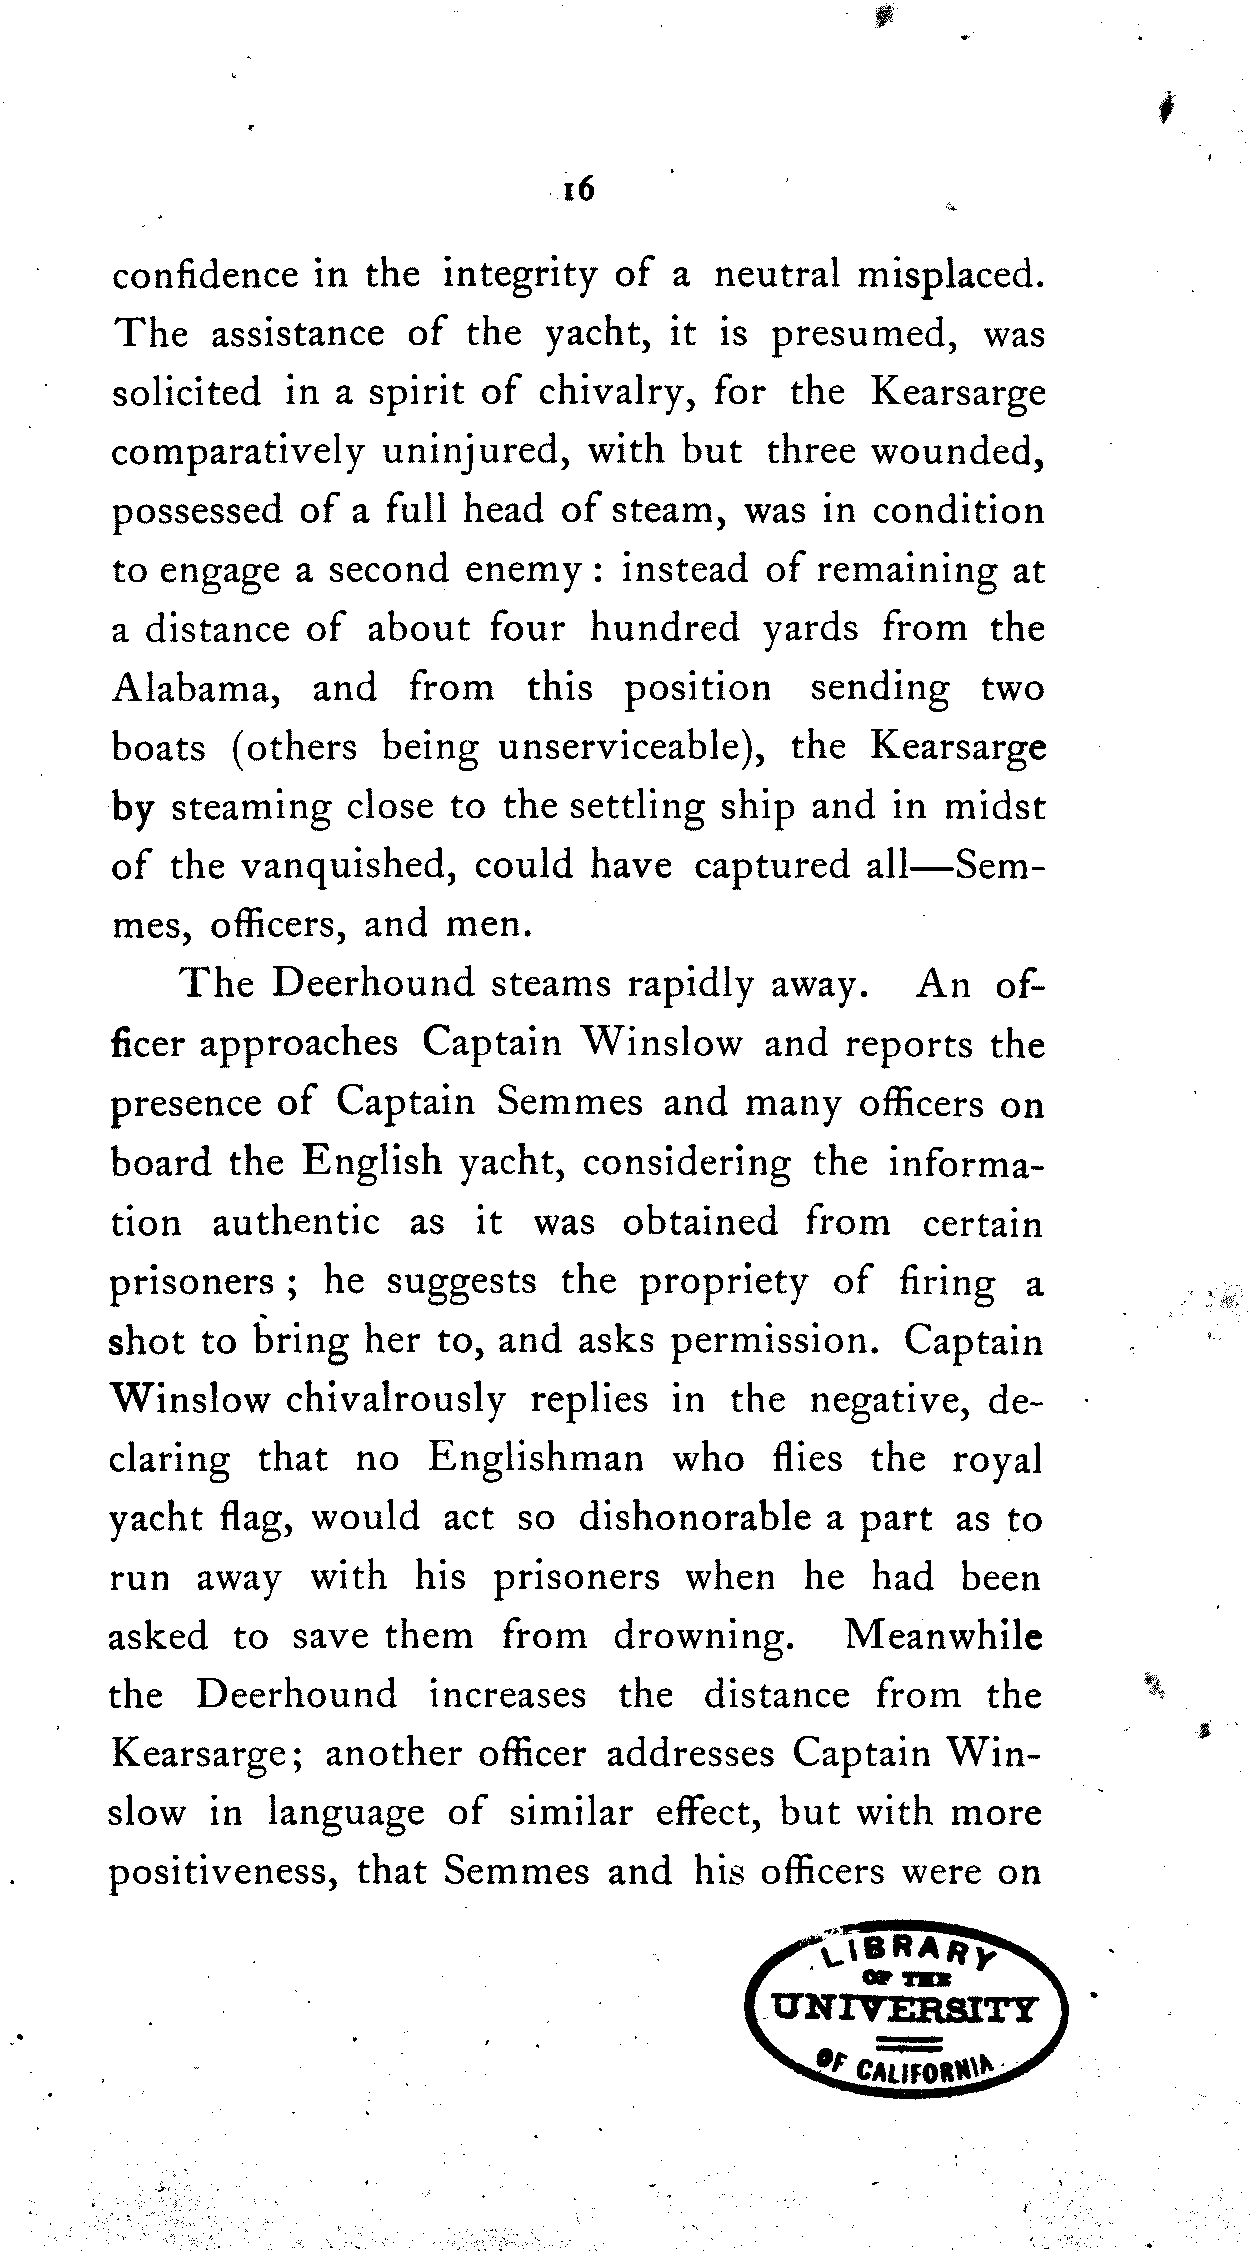 16
confidence in the integrity of a neutral misplaced.
The assistance of the yacht, it is presumed, was
solicited in a spirit of chivalry, for the Kearsarge
comparatively uninjured, with but three wounded,
possessed of a full head of steam, was in condition
to engage a second enemy : instead of remaining at
a distance of about four hundred yards from the
Alabama, and from this position sending two
boats (others being unserviceable), the Kearsarge
by steaming close to the settling ship and in midst
of the vanquished, could have captured all—Sem-
mes, officers, and men.
The Deerhound steams rapidly away. An of-
ficer approaches Captain Winslow and reports the
presence of Captain Semmes and many officers on
board the English yacht, considering the informa-
tion authentic as it was obtained from certain
prisoners ; he suggests the propriety of firing a
shot to bring her to, and asks permission. Captain
Winslow chivalrously replies in the negative, de-
claring that no Englishman who flies the royal
yacht flag, would act so dishonorable a part as to
run away with his prisoners when he had been
asked to save them from drowning. Meanwhile
the Deerhound increases the distance from the
Kearsarge; another officer addresses Captain Win-
slow in language of similar effect, but with more
positiveness, that Semmes and his officers were on
LIBRARY
OF THE
UNIVERSITY
OF CALIFORNIA